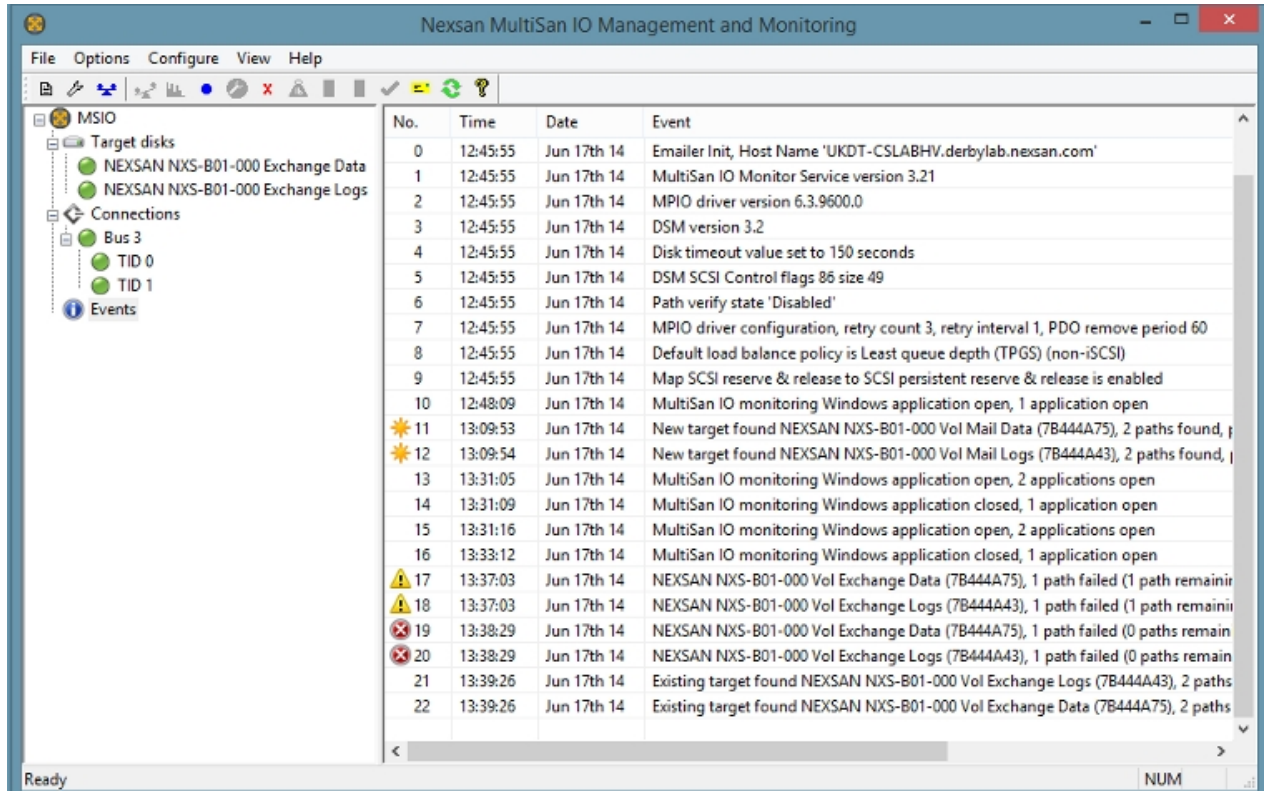 Nexsan MultiSan IO Management and Monitoring
File Options Configure View Help
MSIO
Target disks
NEXSAN NXS-B01-000 Exchange Data
NEXSAN NXS-B01-000 Exchange Logs
Connections
Bus 3
TID 0
TID 1
Events
No. Time Date Event
0 12:45:55 Jun 17th 14 Emailer Init, Host Name 'UKDT-CSLABHV.derbylab.nexsan.com'
1 12:45:55 Jun 17th 14 MultiSan IO Monitor Service version 3.21
2 12:45:55 Jun 17th 14 MPIO driver version 6.3.9600.0
3 12:45:55 Jun 17th 14 DSM version 3.2
4 12:45:55 Jun 17th 14 Disk timeout value set to 150 seconds
5 12:45:55 Jun 17th 14 DSM SCSI Control flags 86 size 49
6 12:45:55 Jun 17th 14 Path verify state 'Disabled'
7 12:45:55 Jun 17th 14 MPIO driver configuration, retry count 3, retry interval 1, PDO remove period 60
8 12:45:55 Jun 17th 14 Default load balance policy is Least queue depth (TPGS) (non-iSCSI)
9 12:45:55 Jun 17th 14 Map SCSI reserve & release to SCSI persistent reserve & release is enabled
10 12:48:09 Jun 17th 14 MultiSan IO monitoring Windows application open, 1 application open
11 13:09:53 Jun 17th 14 New target found NEXSAN NXS-B01-000 Vol Mail Data (7B444A75), 2 paths found,
12 13:09:54 Jun 17th 14 New target found NEXSAN NXS-B01-000 Vol Mail Logs (7B444A43), 2 paths found,
13 13:31:05 Jun 17th 14 MultiSan IO monitoring Windows application open, 2 applications open
14 13:31:09 Jun 17th 14 MultiSan IO monitoring Windows application closed, 1 application open
15 13:31:16 Jun 17th 14 MultiSan IO monitoring Windows application open, 2 applications open
16 13:33:12 Jun 17th 14 MultiSan IO monitoring Windows application closed, 1 application open
17 13:37:03 Jun 17th 14 NEXSAN NXS-B01-000 Vol Exchange Data (7B444A75), 1 path failed (1 path remainin
18 13:37:03 Jun 17th 14 NEXSAN NXS-B01-000 Vol Exchange Logs (7B444A43), 1 path failed (1 path remainin
19 13:38:29 Jun 17th 14 NEXSAN NXS-B01-000 Vol Exchange Data (7B444A75), 1 path failed (0 paths remain
20 13:38:29 Jun 17th 14 NEXSAN NXS-B01-000 Vol Exchange Logs (7B444A43), 1 path failed (0 paths remain
21 13:39:26 Jun 17th 14 Existing target found NEXSAN NXS-B01-000 Vol Exchange Logs (7B444A43), 2 paths
22 13:39:26 Jun 17th 14 Existing target found NEXSAN NXS-B01-000 Vol Exchange Data (7B444A75), 2 paths
Ready NUM